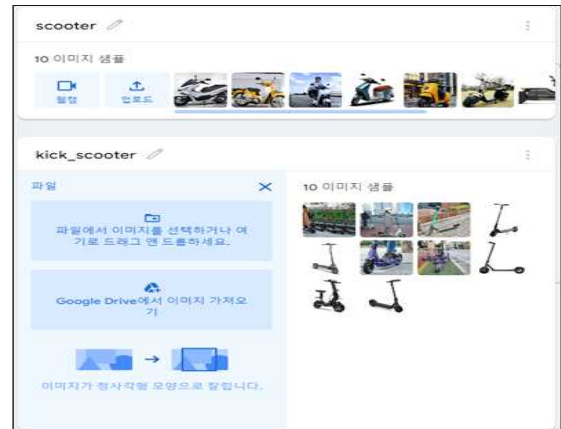 scooter
10 이미지 샘플
웹캠
업로드
kick_scooter
파일
10 이미지 샘플
파일에서 이미지를 선택하거나 여
기로 드래그 앤 드롭하세요.
Google Drive에서 이미지 가져오
기
이미지가 정사각형 모양으로 잘립니다.